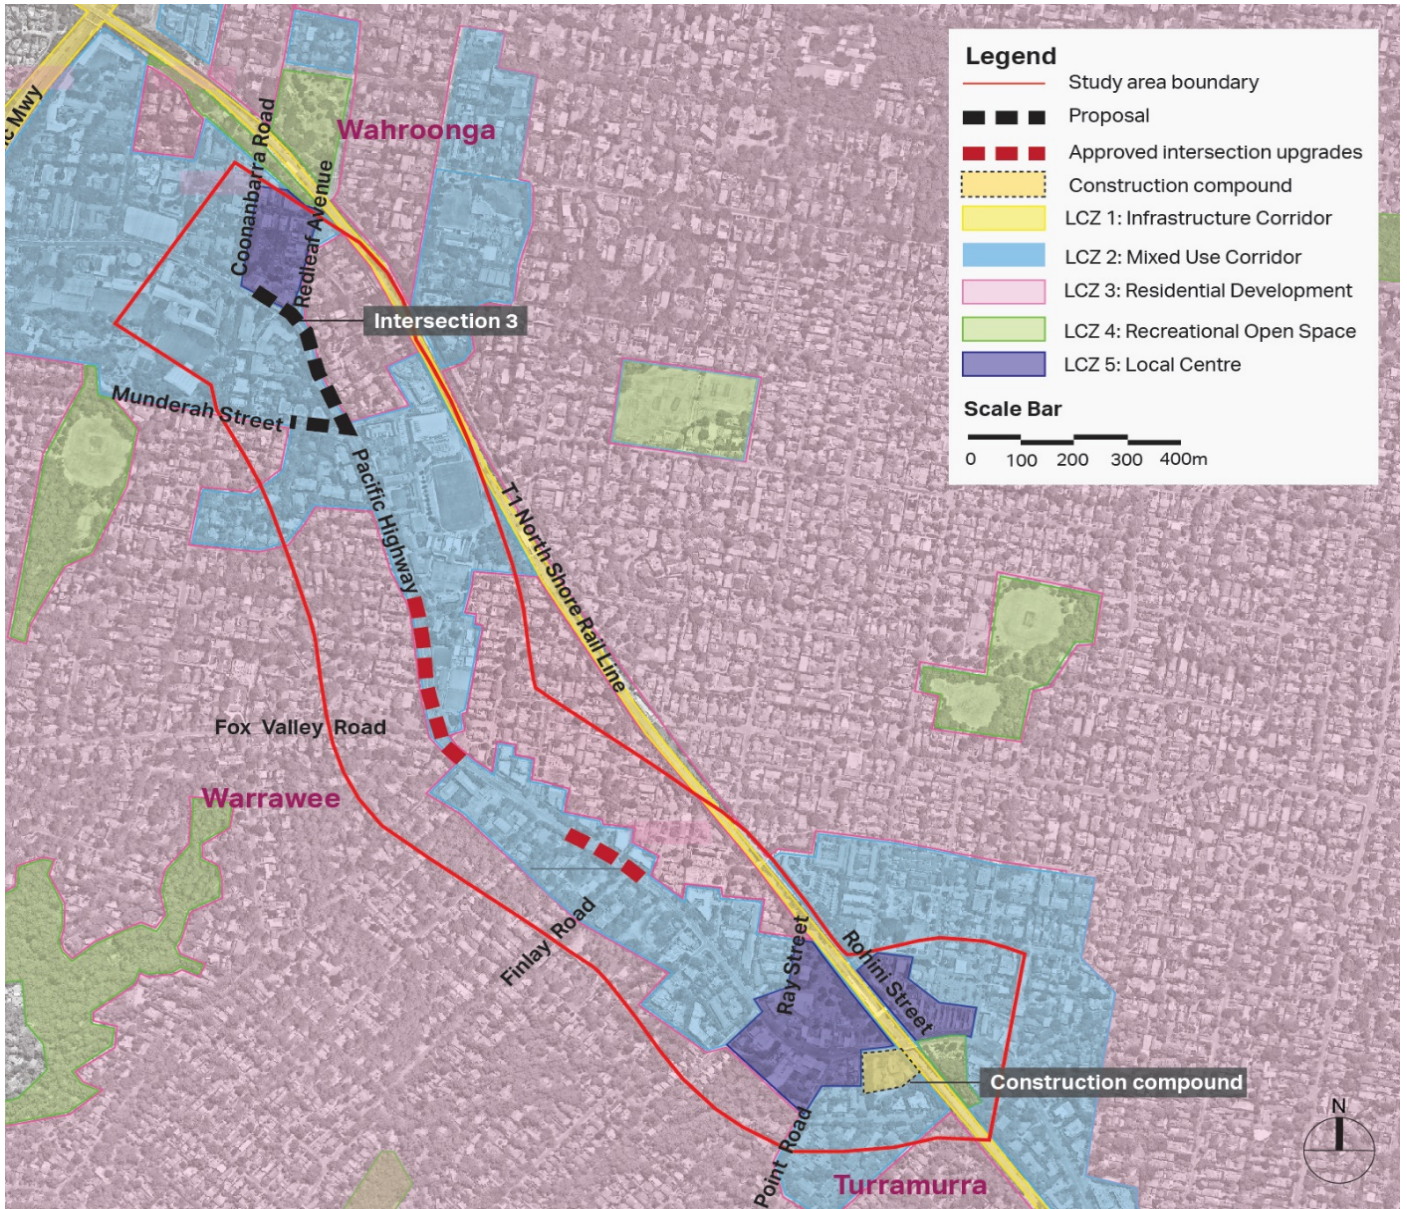 Legend
Study area boundary
Proposal
Approved intersection upgrades
Construction compound
LCZ 1: Infrastructure Corridor
LCZ 2: Mixed Use Corridor
LCZ 3: Residential Development
LCZ 4: Recreational Open Space
LCZ 5: Local Centre
Scale Bar
0 100 200 300 400m
c Mwy
Coonanbarra Road
Redleaf Avenue
Wahroonga
Intersection 3
Munderah Street
Pacific Highway
T1 North Shore Rail Line
Fox Valley Road
Warrawee
Finlay Road
Ray Street
Rohini Street
Construction compound
Point Road
Turramurra
N